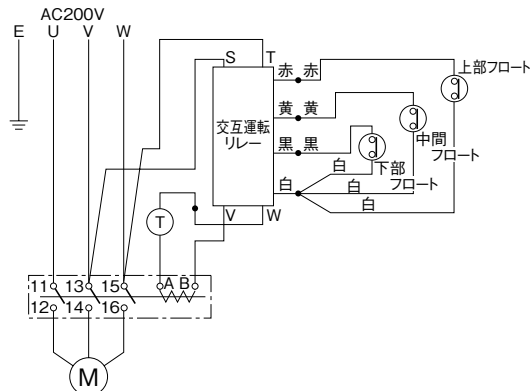 AC200V
E U V W
S T
交互運転
リレー
赤 赤
黄 黄
黒 黒
白
白
白
白
上部フロート
中間
フロート
下部
フロート
V W
T
11 13 15 A B
12 14 16
M